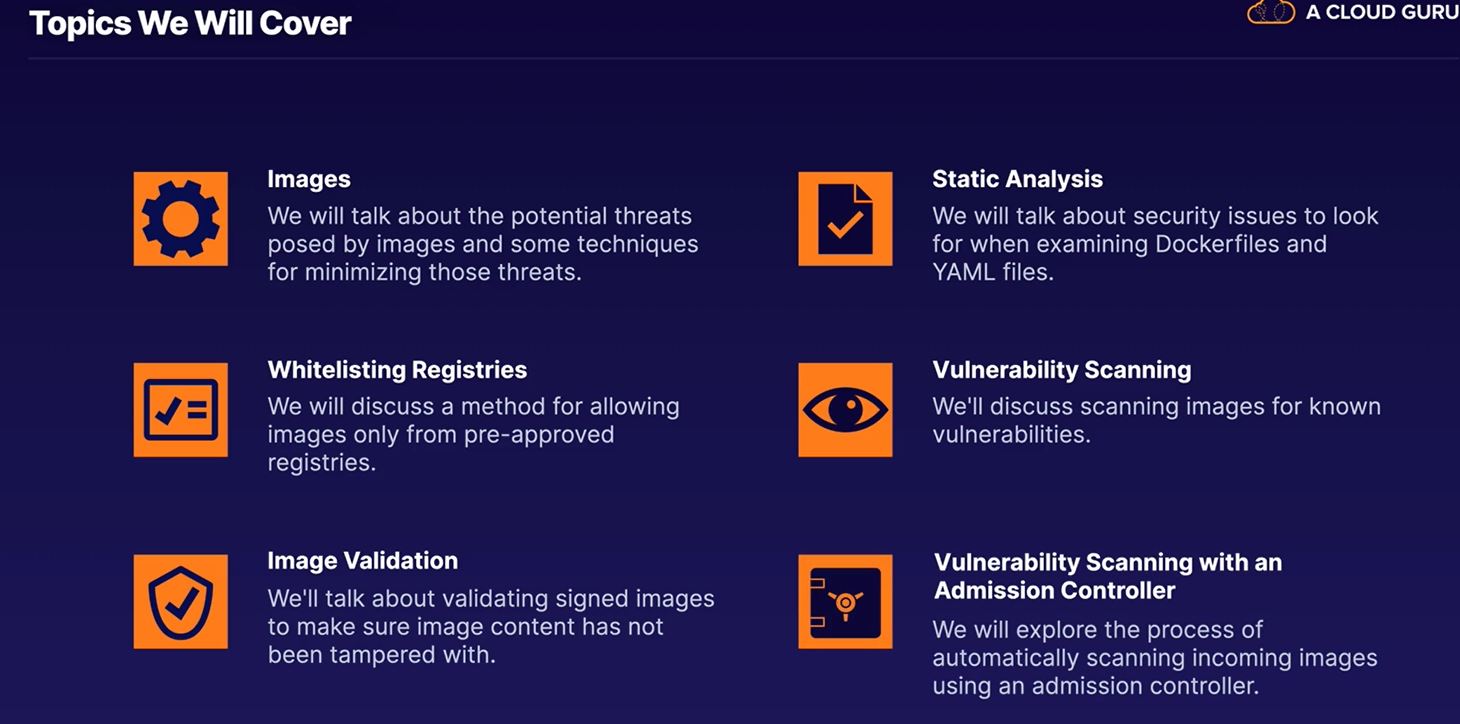 Topics We Will Cover
A CLOUD GURU
Images
We will talk about the potential threats
posed by images and some techniques
for minimizing those threats.
Static Analysis
We will talk about security issues to look
for when examining Dockerfiles and
YAML files.
Whitelisting Registries
We will discuss a method for allowing
images only from pre-approved
registries.
Vulnerability Scanning
We'll discuss scanning images for known
vulnerabilities.
Image Validation
We'll talk about validating signed images
to make sure image content has not
been tampered with.
Vulnerability Scanning with an
Admission Controller
We will explore the process of
automatically scanning incoming images
using an admission controller.